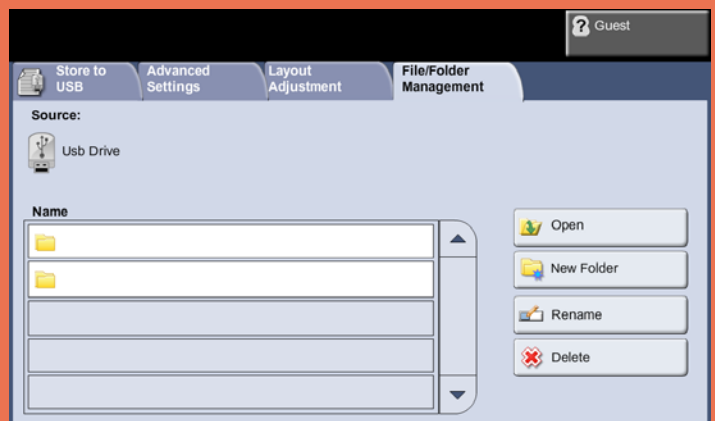 Guest
Store to
USB
Advanced
Settings
Layout
Adjustment
File/Folder
Management
Source:
Usb Drive
Name
Open
New Folder
Rename
Delete